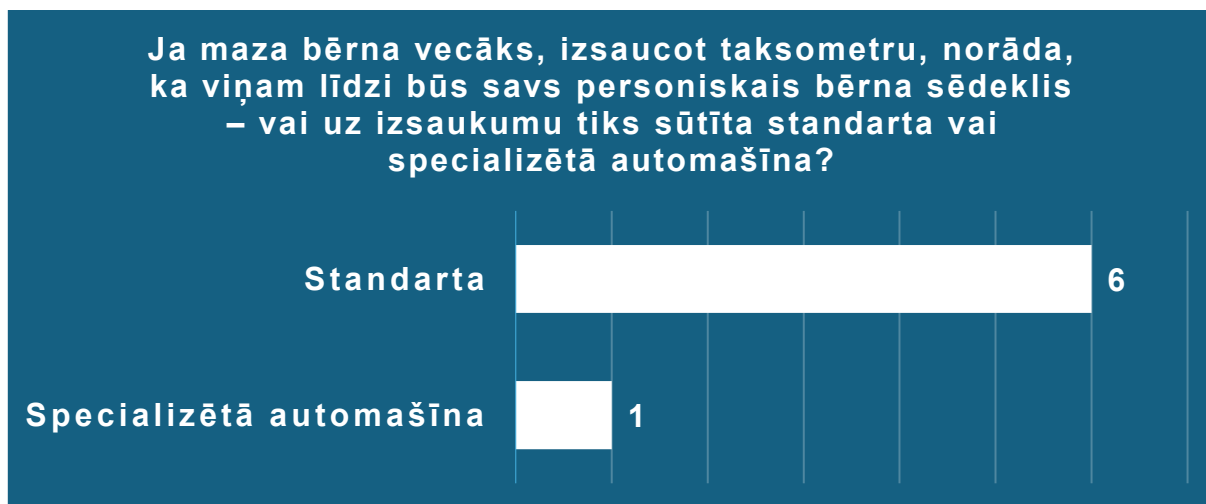 Ja maza bērna vecāks, izsaucot taksometru, norāda,
ka viņam līdzi būs savs personiskais bērna sēdeklis
– vai uz izsaukumu tiks sūtīta standarta vai
specializētā automašīna?
Standarta 6
Specializētā automašīna 1